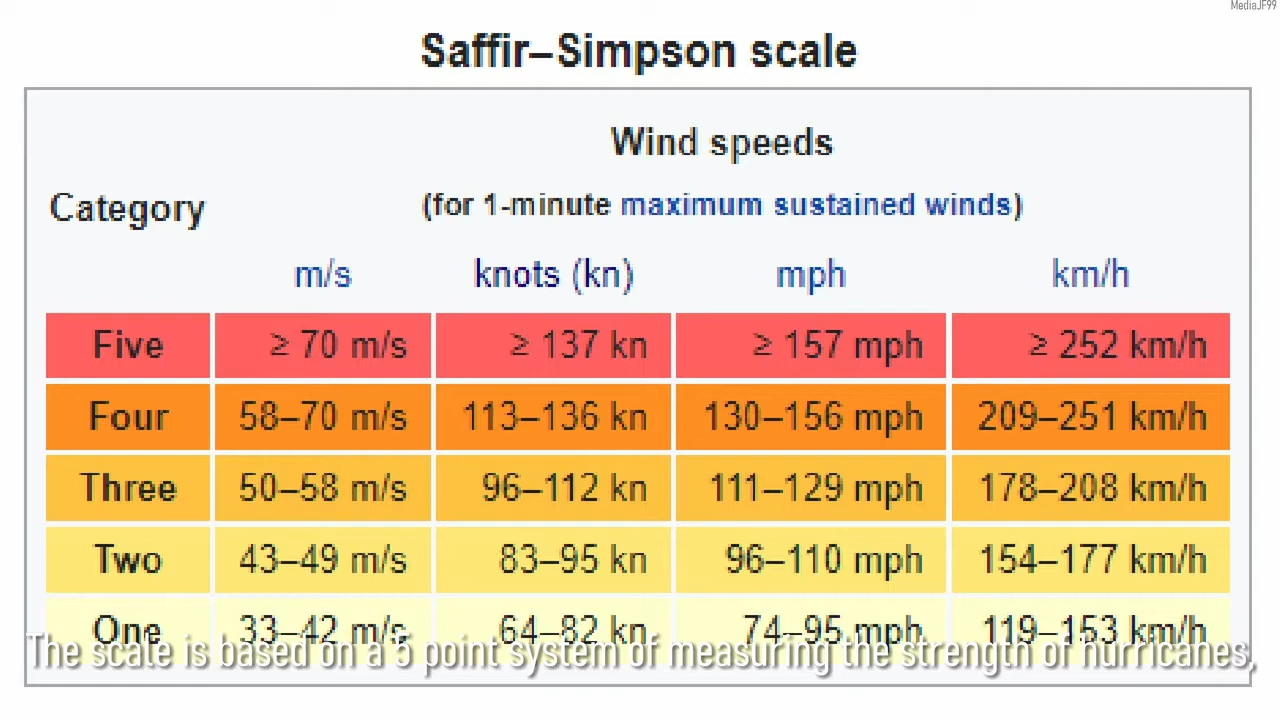 MediaJF99
Saffir–Simpson scale
Wind speeds
Category (for 1-minute maximum sustained winds)
m/s knots (kn) mph km/h
Five ≥ 70 m/s ≥ 137 kn ≥ 157 mph ≥ 252 km/h
Four 58–70 m/s 113–136 kn 130–156 mph 209–251 km/h
Three 50–58 m/s 96–112 kn 111–129 mph 178–208 km/h
Two 43–49 m/s 83–95 kn 96–110 mph 154–177 km/h
One 33–42 m/s 64–82 kn 74–95 mph 119–153 km/h
The scale is based on a 5 point system of measuring the strength of hurricanes,